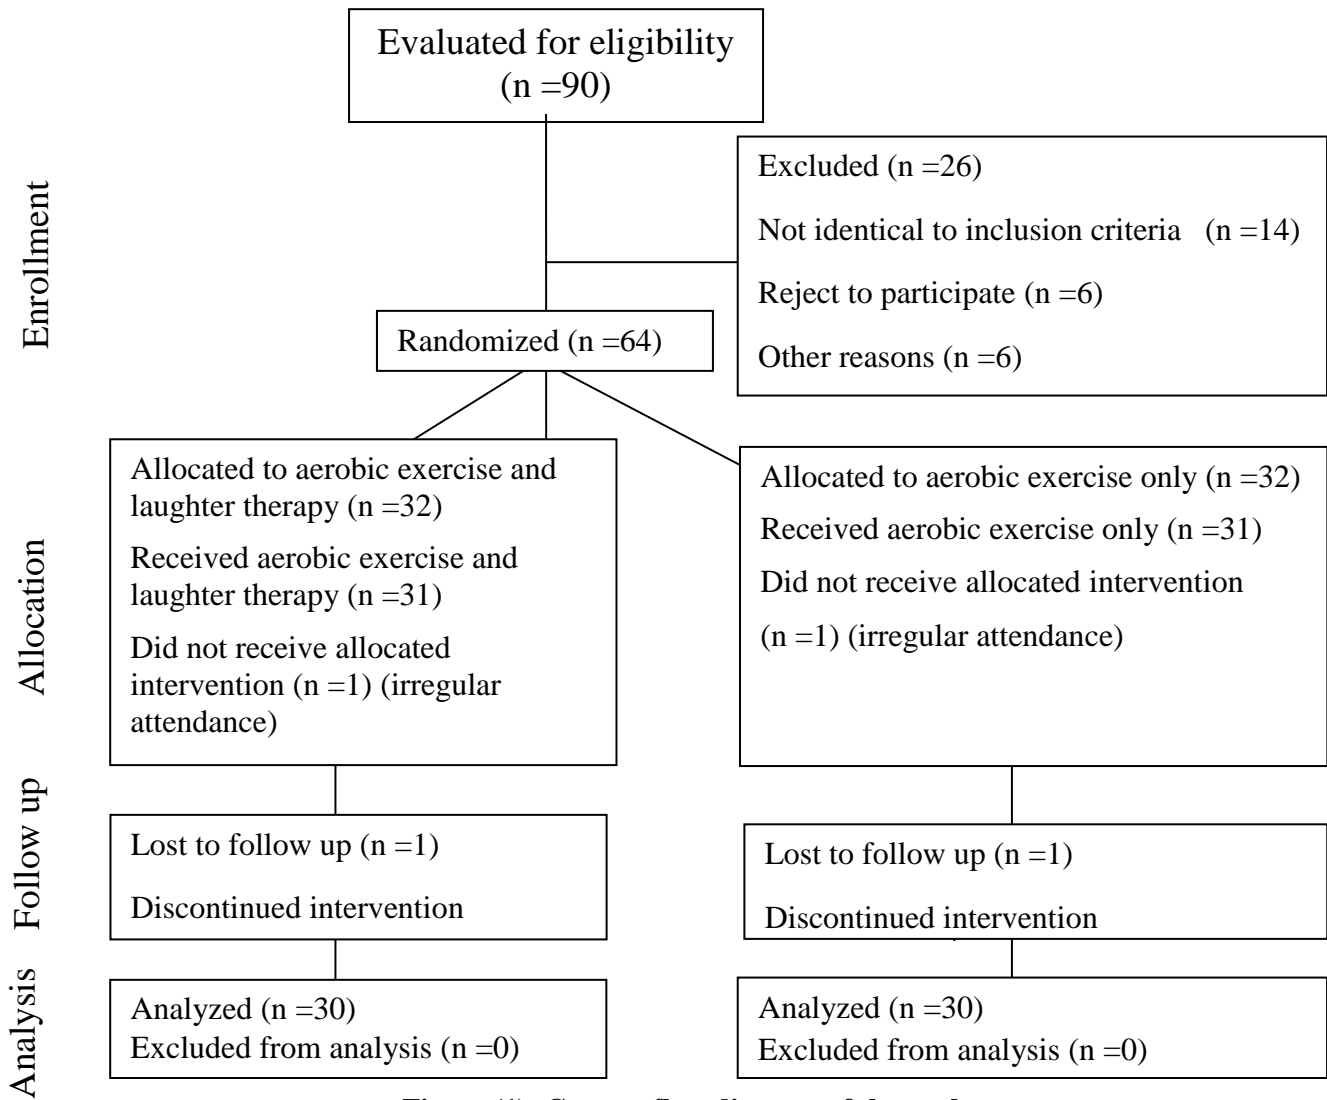 Evaluated for eligibility
(n =90)
Enrollment
Excluded (n =26)
Not identical to inclusion criteria (n =14)
Reject to participate (n =6)
Other reasons (n =6)
Randomized (n =64)
Allocation
Allocated to aerobic exercise and
laughter therapy (n =32)
Received aerobic exercise and
laughter therapy (n =31)
Did not receive allocated
intervention (n =1) (irregular
attendance)
Allocated to aerobic exercise only (n =32)
Received aerobic exercise only (n =31)
Did not receive allocated intervention
(n =1) (irregular attendance)
Follow up
Lost to follow up (n =1)
Discontinued intervention
Lost to follow up (n =1)
Discontinued intervention
Analysis
Analyzed (n =30)
Excluded from analysis (n =0)
Analyzed (n =30)
Excluded from analysis (n =0)